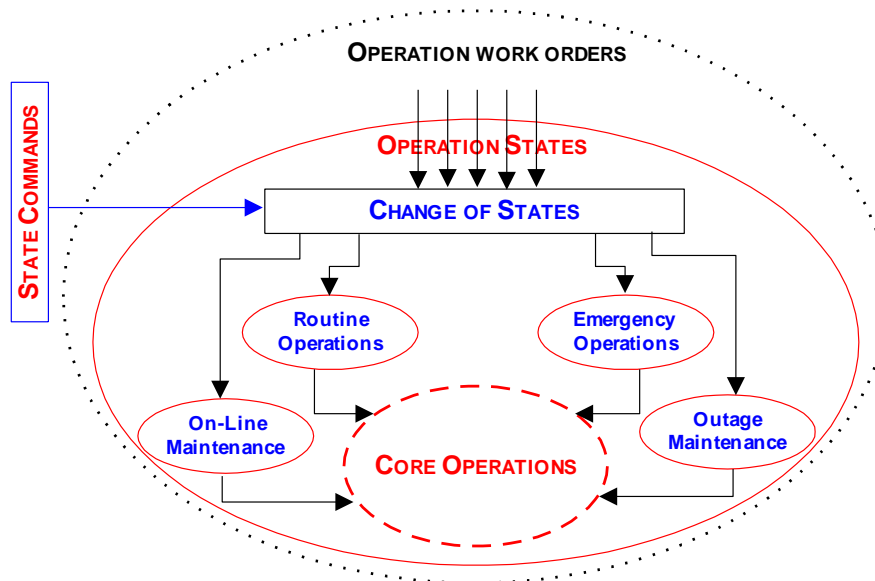 OPERATION WORK ORDERS
STATE COMMANDS
OPERATION STATES
CHANGE OF STATES
Routine
Operations
Emergency
Operations
On-Line
Maintenance
Outage
Maintenance
CORE OPERATIONS